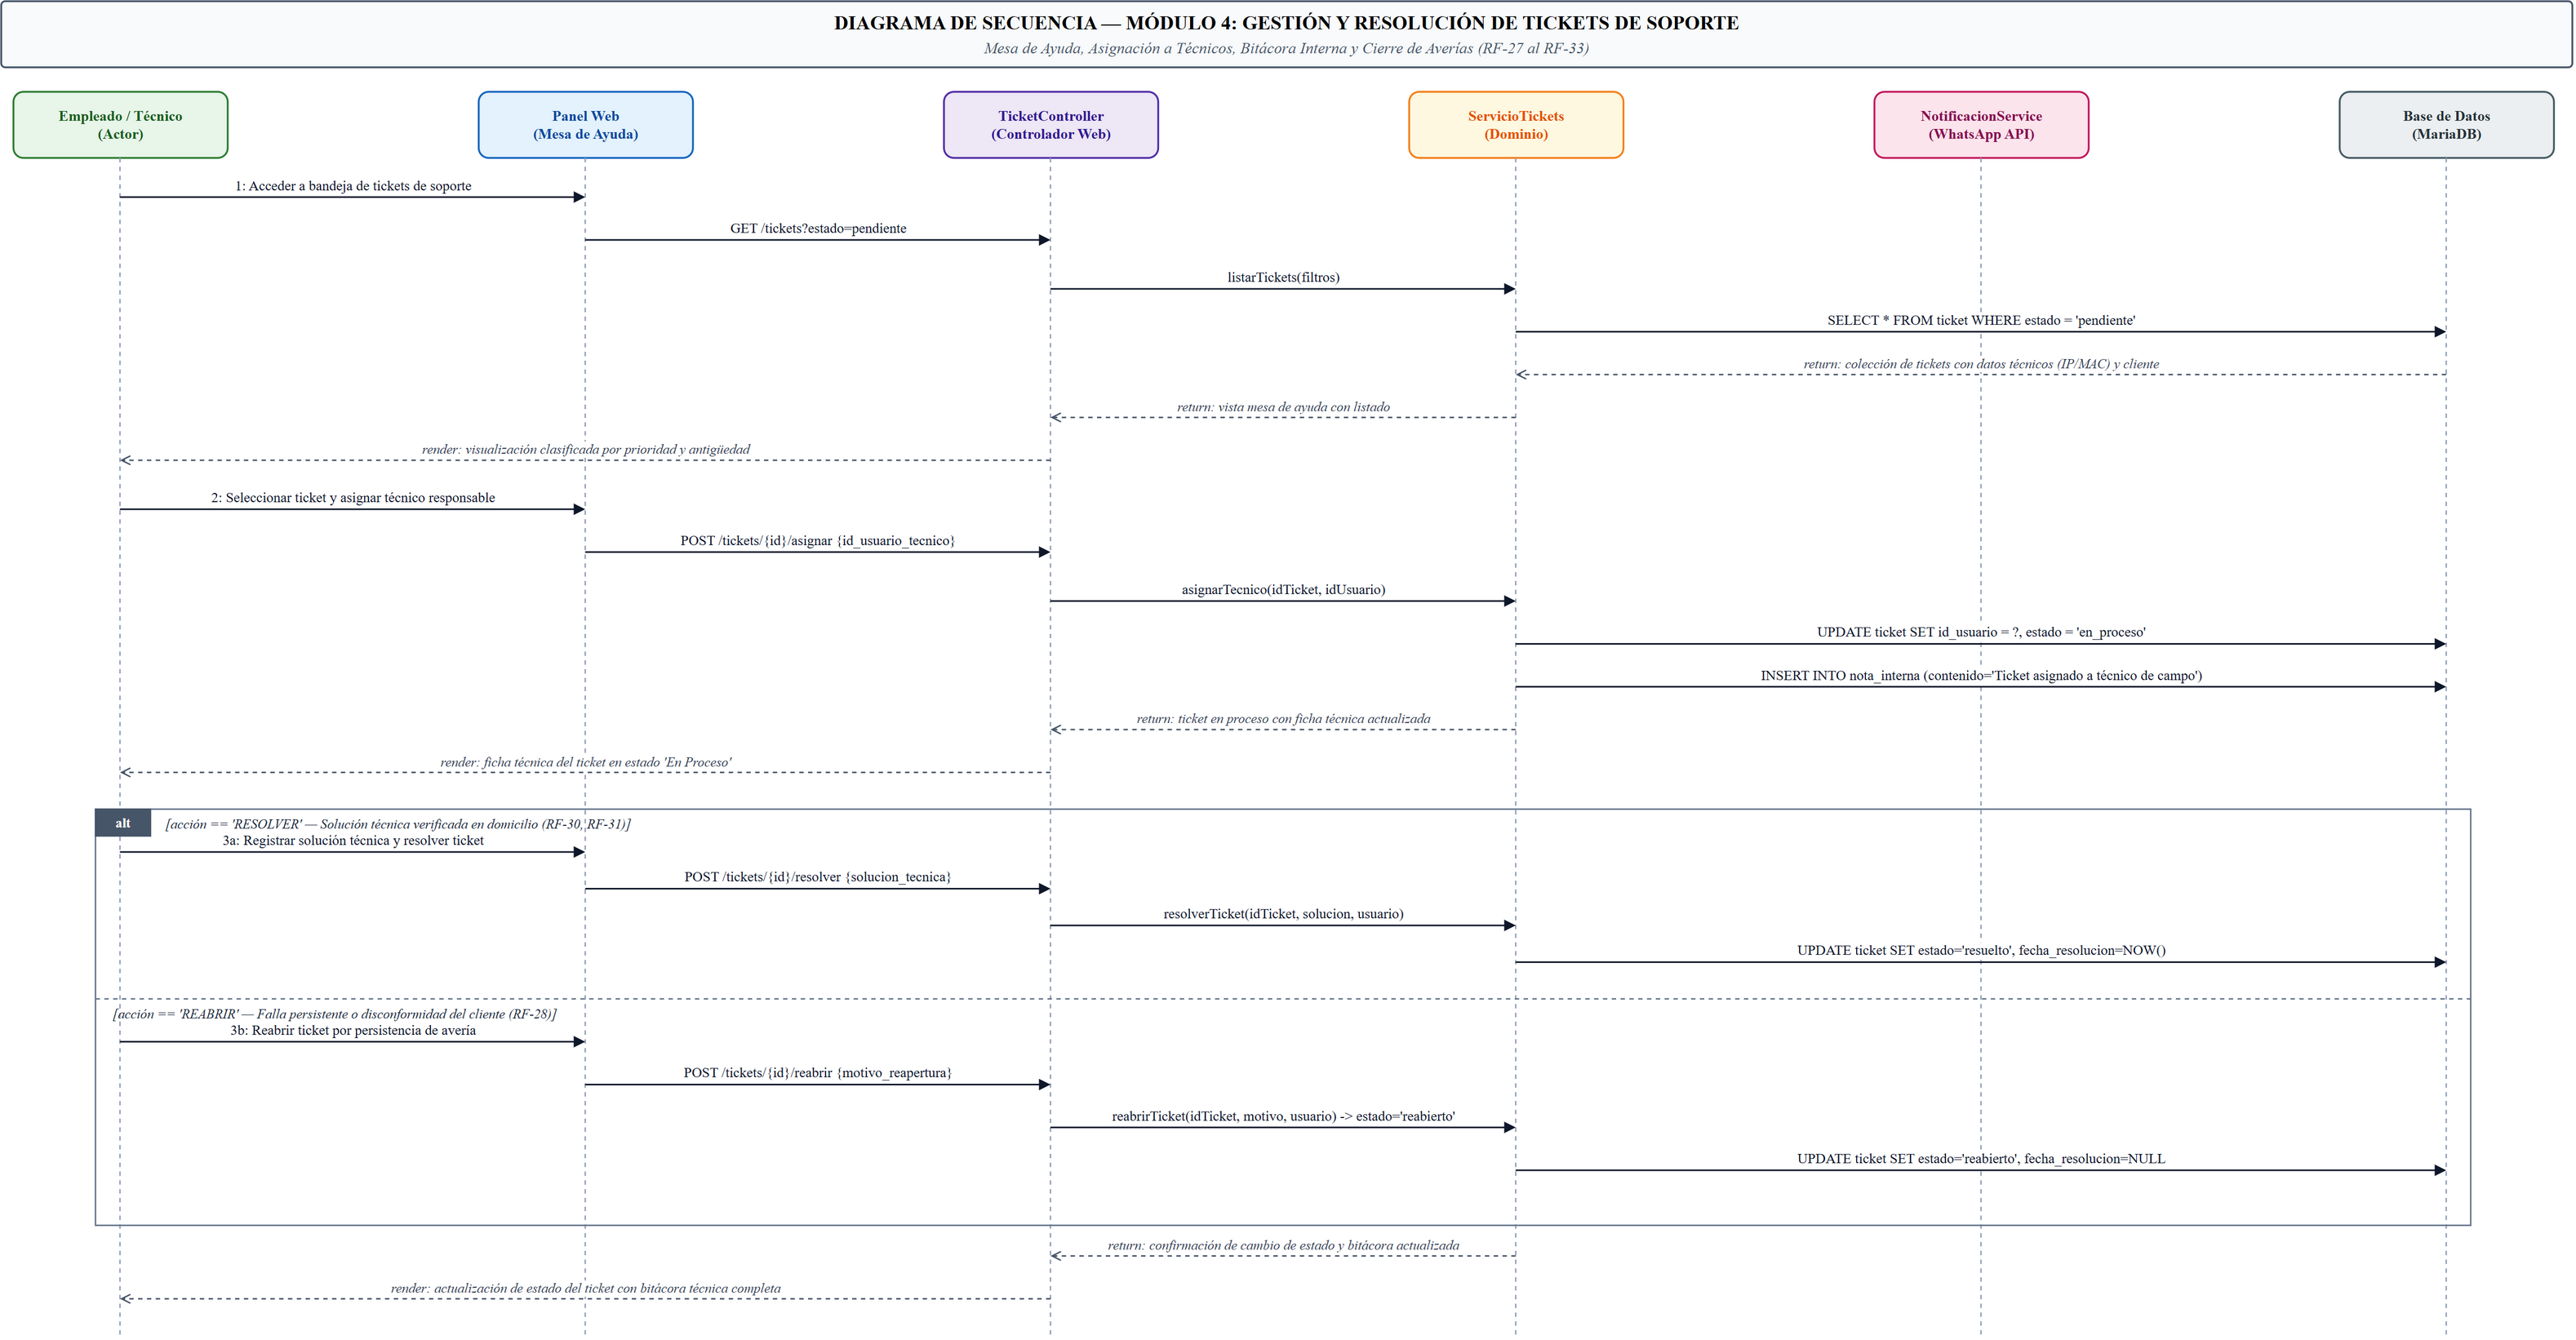 DIAGRAMA DE SECUENCIA — MÓDULO 4: GESTIÓN Y RESOLUCIÓN DE TICKETS DE SOPORTE
Mesa de Ayuda, Asignación a Técnicos, Bitácora Interna y Cierre de Averías (RF-27 al RF-33)
Empleado / Técnico
(Actor)
Panel Web
(Mesa de Ayuda)
TicketController
(Controlador Web)
ServicioTickets
(Dominio)
NotificacionService
(WhatsApp API)
Base de Datos
(MariaDB)
1: Acceder a bandeja de tickets de soporte
GET /tickets?estado=pendiente
listarTickets(filtros)
SELECT * FROM ticket WHERE estado = 'pendiente'
return: colección de tickets con datos técnicos (IP/MAC) y cliente
return: vista mesa de ayuda con listado
render: visualización clasificada por prioridad y antigüedad
2: Seleccionar ticket y asignar técnico responsable
POST /tickets/{id}/asignar {id_usuario_tecnico}
asignarTecnico(idTicket, idUsuario)
UPDATE ticket SET id_usuario = ?, estado = 'en_proceso'
INSERT INTO nota_interna (contenido='Ticket asignado a técnico de campo')
return: ticket en proceso con ficha técnica actualizada
render: ficha técnica del ticket en estado 'En Proceso'
alt
[acción == 'RESOLVER' — Solución técnica verificada en domicilio (RF-30, RF-31)]
3a: Registrar solución técnica y resolver ticket
POST /tickets/{id}/resolver {solucion_tecnica}
resolverTicket(idTicket, solucion, usuario)
UPDATE ticket SET estado='resuelto', fecha_resolucion=NOW()
[acción == 'REABRIR' — Falla persistente o disconformidad del cliente (RF-28)]
3b: Reabrir ticket por persistencia de avería
POST /tickets/{id}/reabrir {motivo_reapertura}
reabrirTicket(idTicket, motivo, usuario) -> estado='reabierto'
UPDATE ticket SET estado='reabierto', fecha_resolucion=NULL
return: confirmación de cambio de estado y bitácora actualizada
render: actualización de estado del ticket con bitácora técnica completa